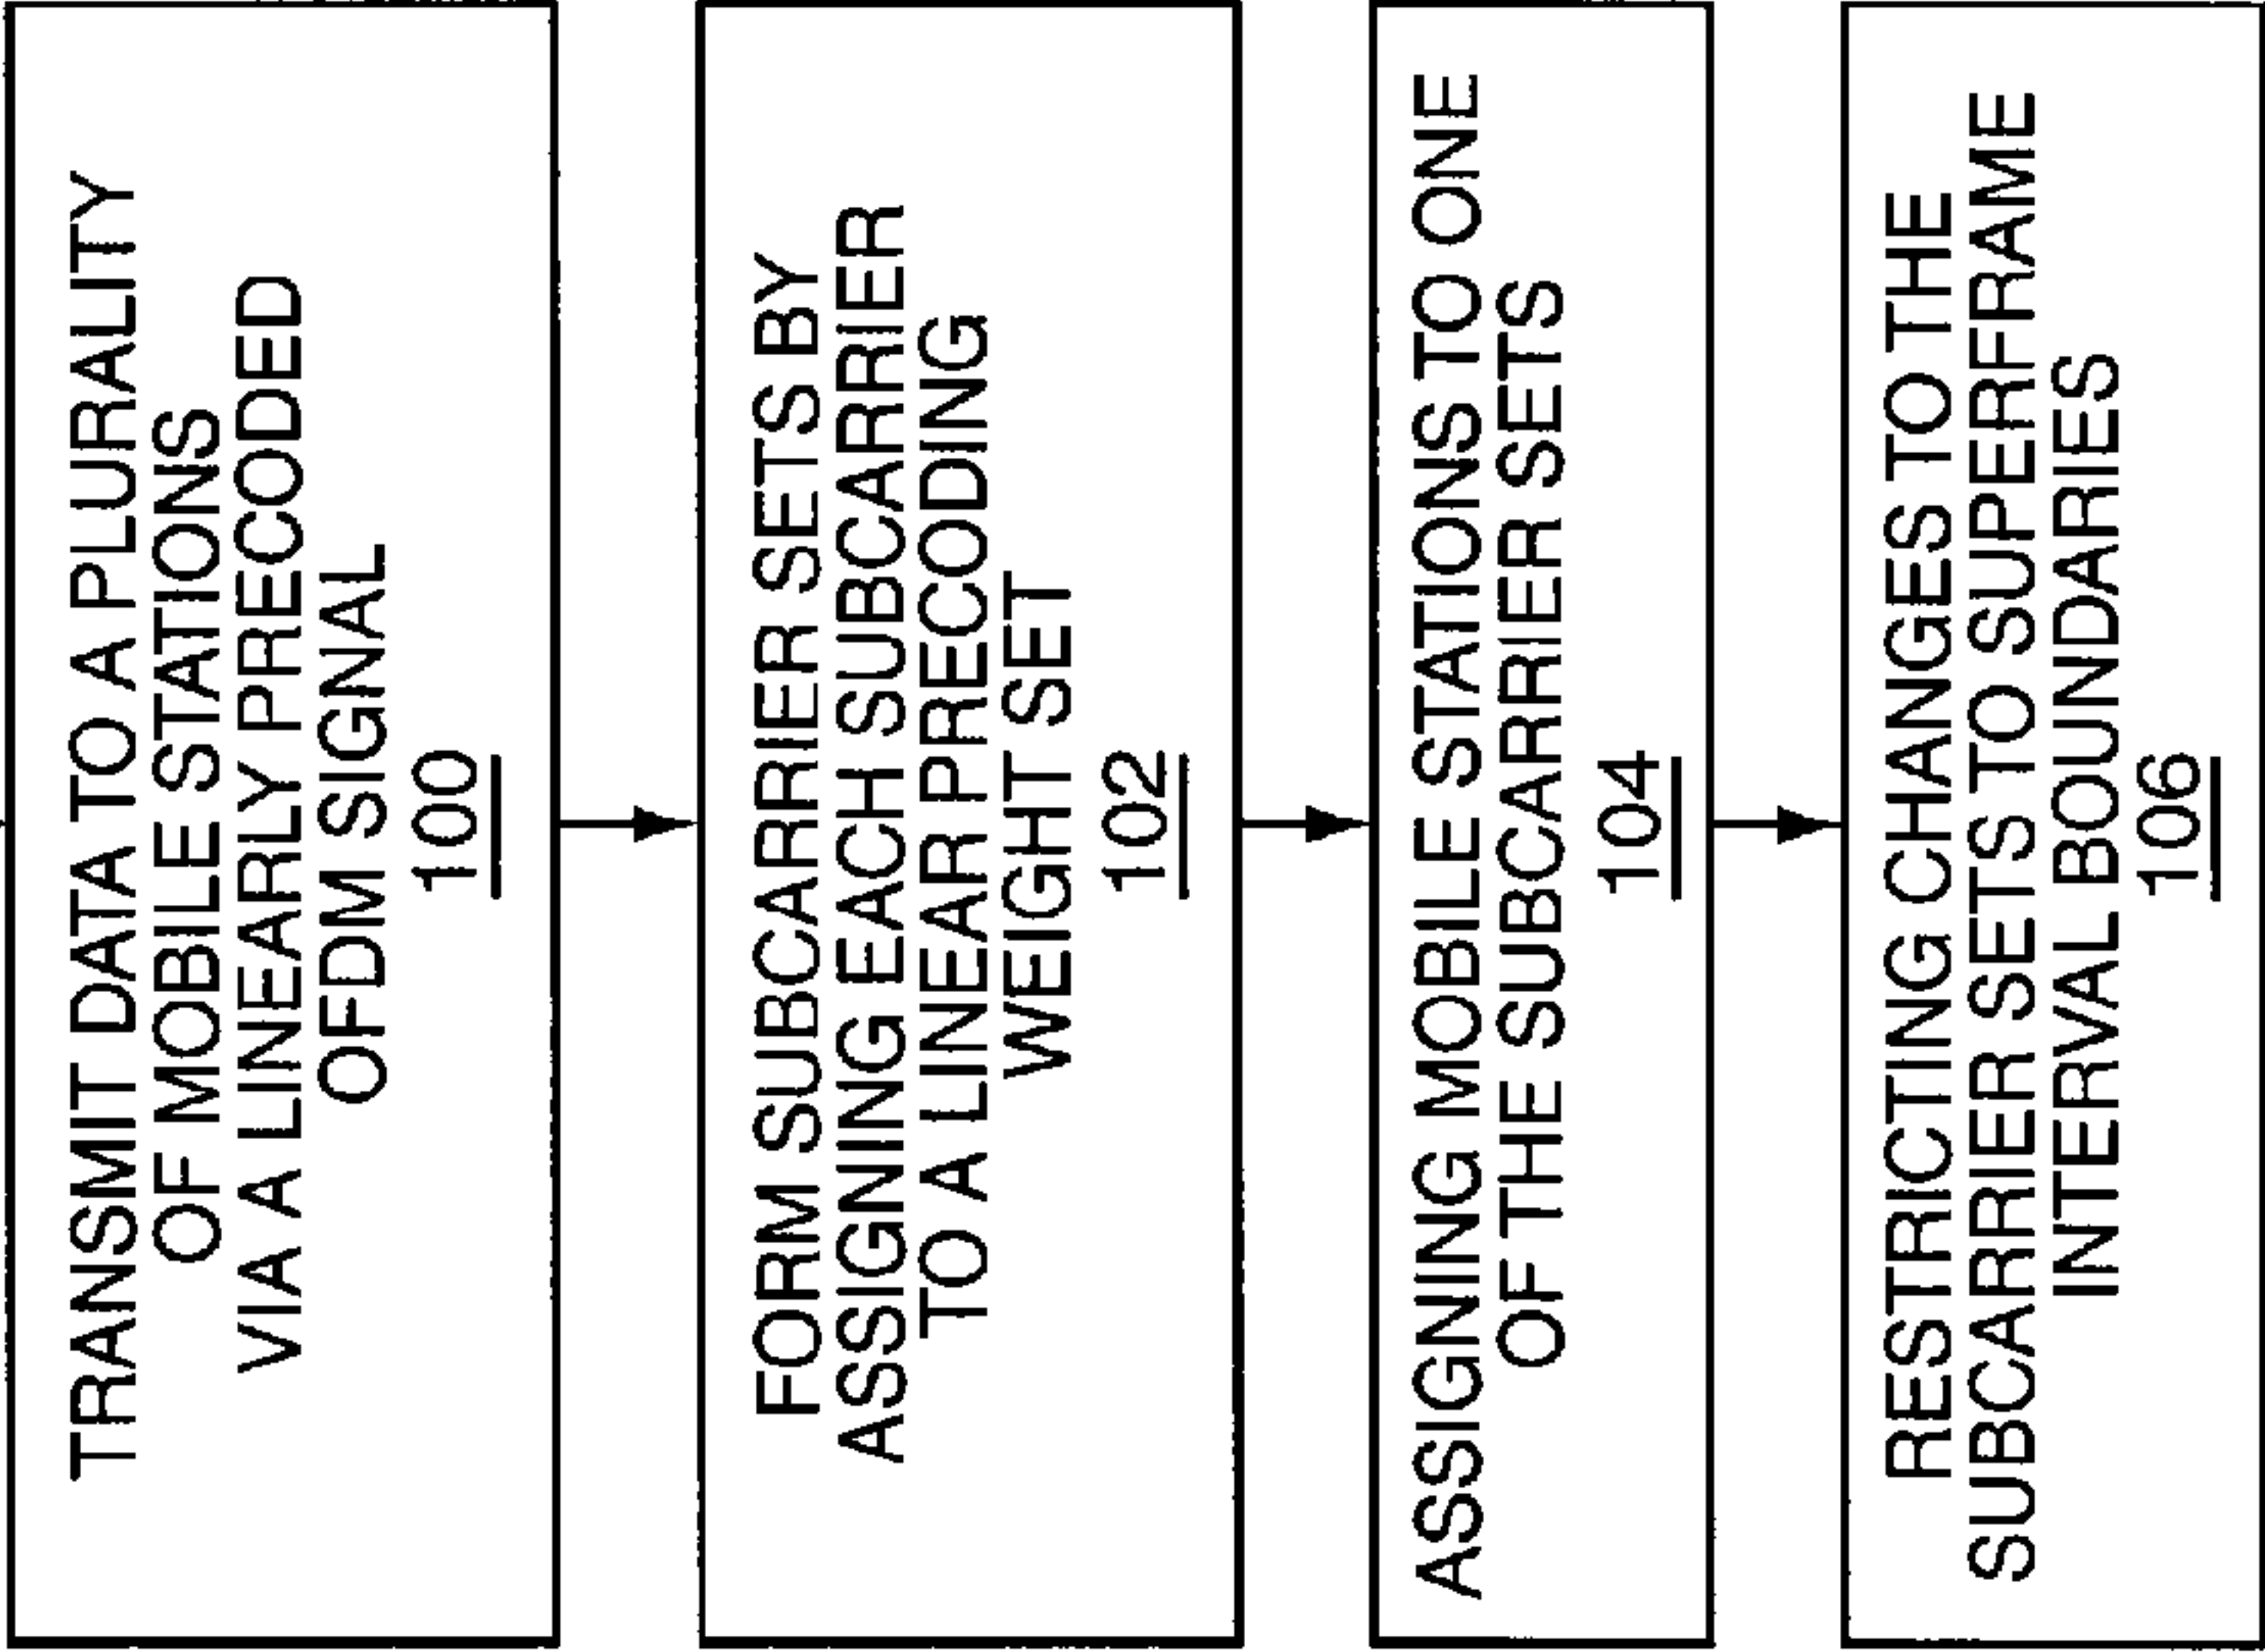 TRANSMIT DATA TO A PLURALITY
OF MOBILE STATIONS
VIA A LINEARLY PRECODED
OFDM SIGNAL
100
FORM SUBCARRIER SETS BY
ASSIGNING EACH SUBCARRIER
TO A LINEAR PRECODING
WEIGHT SET
102
ASSIGNING MOBILE STATIONS TO ONE
OF THE SUBCARRIER SETS
104
RESTRICTING CHANGES TO THE
SUBCARRIER SETS TO SUPERFRAME
INTERVAL BOUNDARIES
106